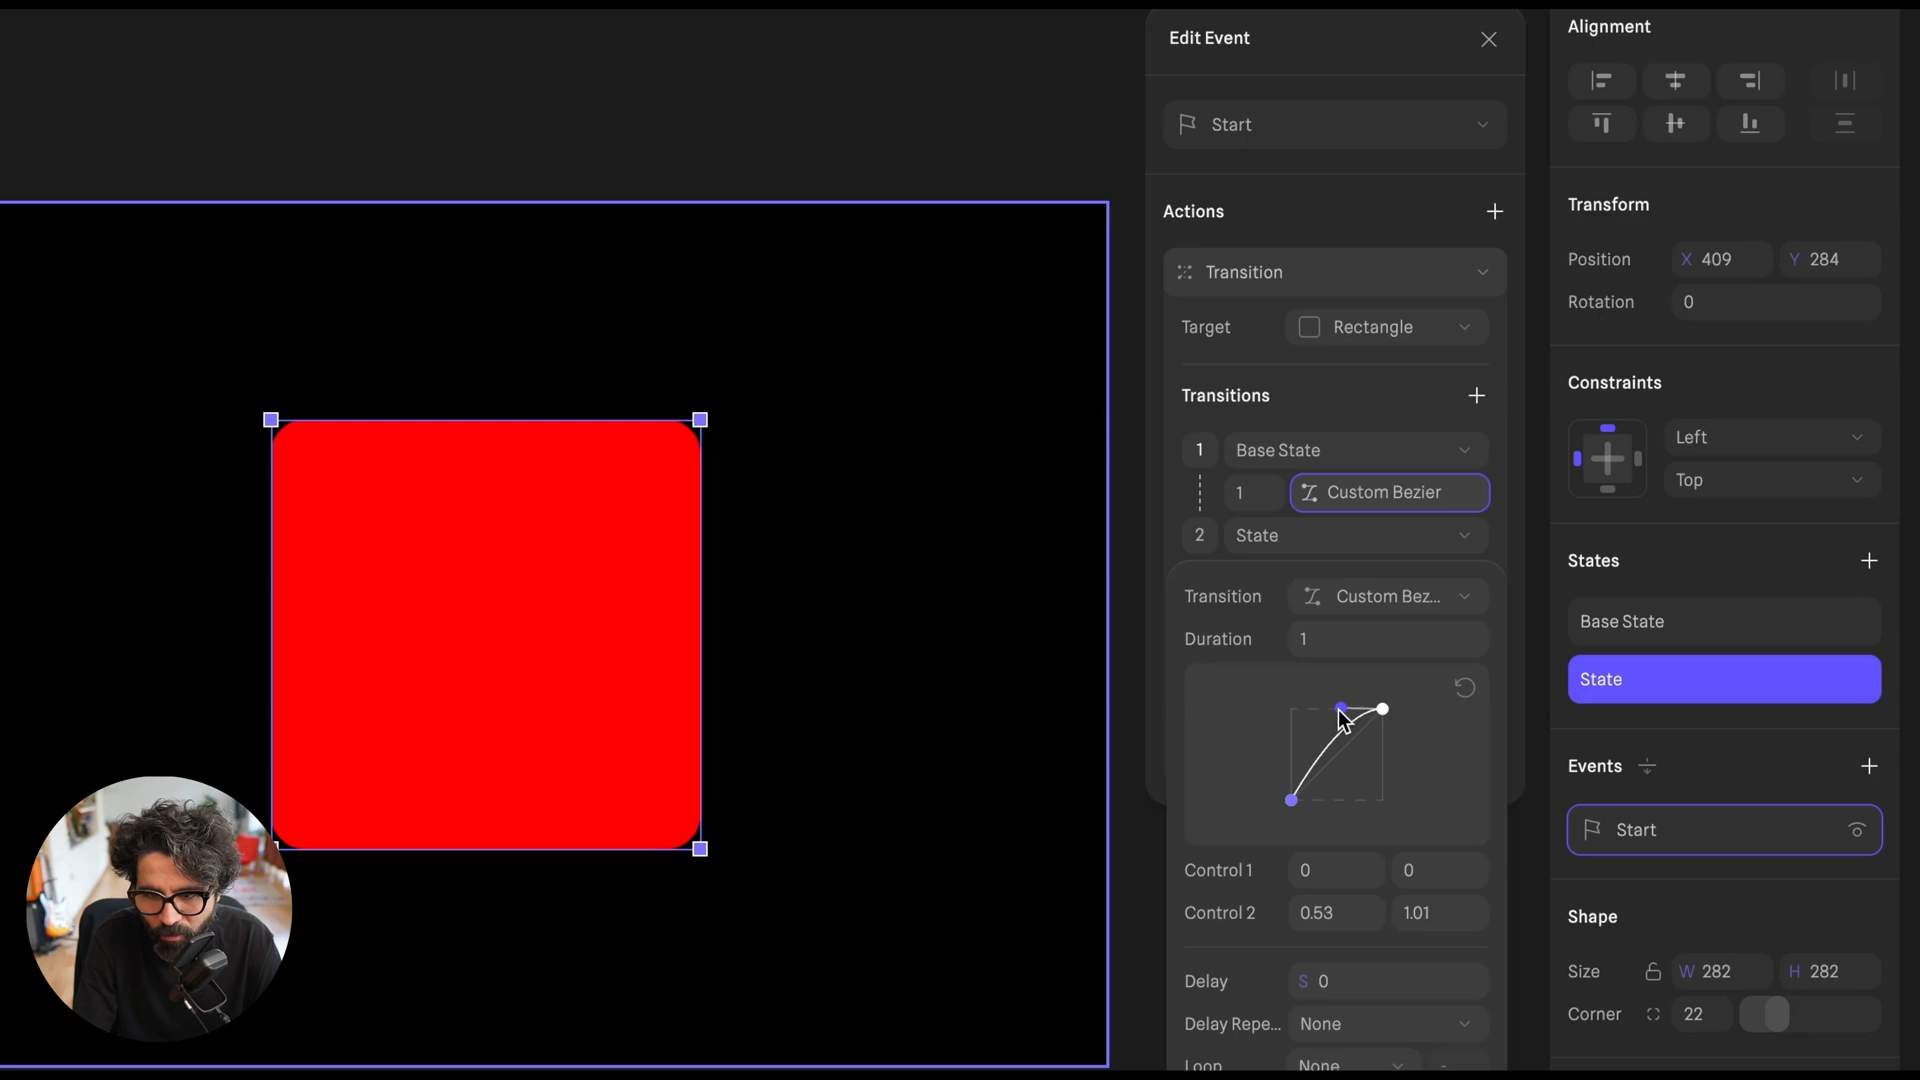 Edit Event
Start
Actions
Transition
Target Rectangle
Transitions
1 Base State
1 Custom Bezier
2 State
Transition Custom Bez...
Duration 1
Control 1 0 0
Control 2 0.53 1.01
Delay S 0
Delay Repe... None
Loop None -
Alignment
Transform
Position X 409 Y 284
Rotation 0
Constraints
Left
Top
States
Base State
State
Events
Start
Shape
Size W 282 H 282
Corner 22